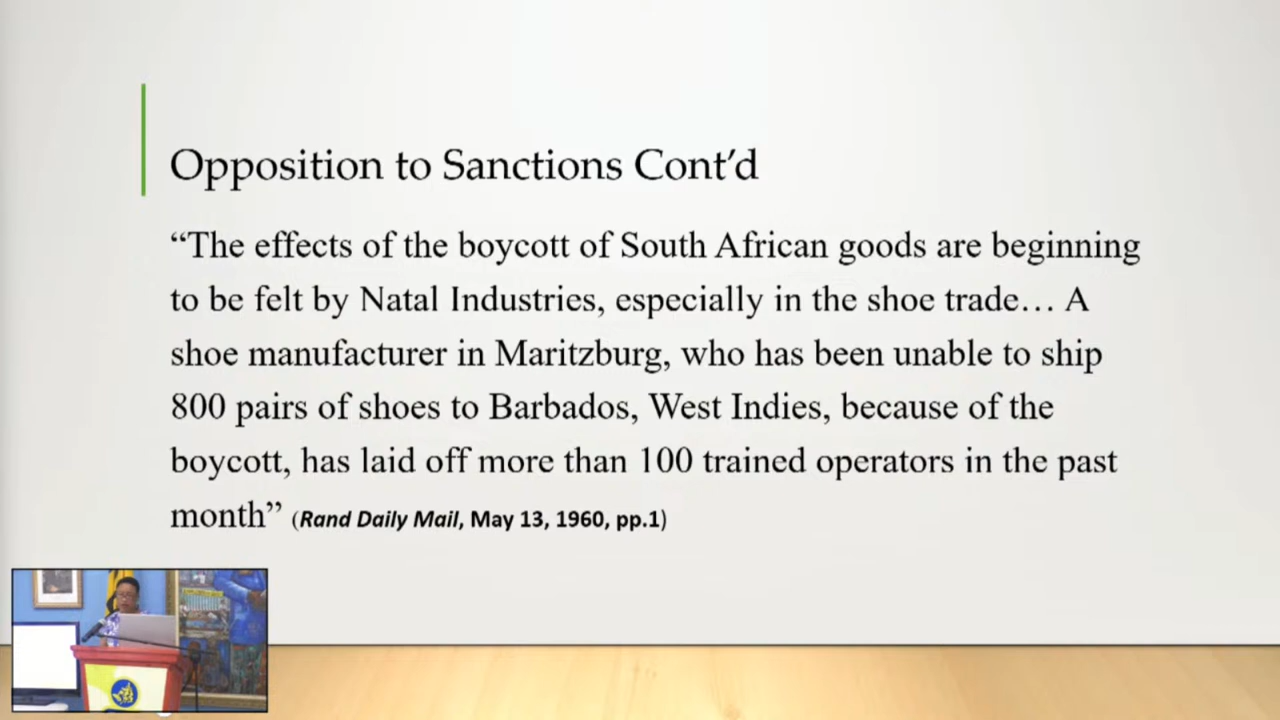 Opposition to Sanctions Cont’d
“The effects of the boycott of South African goods are beginning
to be felt by Natal Industries, especially in the shoe trade… A
shoe manufacturer in Maritzburg, who has been unable to ship
800 pairs of shoes to Barbados, West Indies, because of the
boycott, has laid off more than 100 trained operators in the past
month” (Rand Daily Mail, May 13, 1960, pp.1)